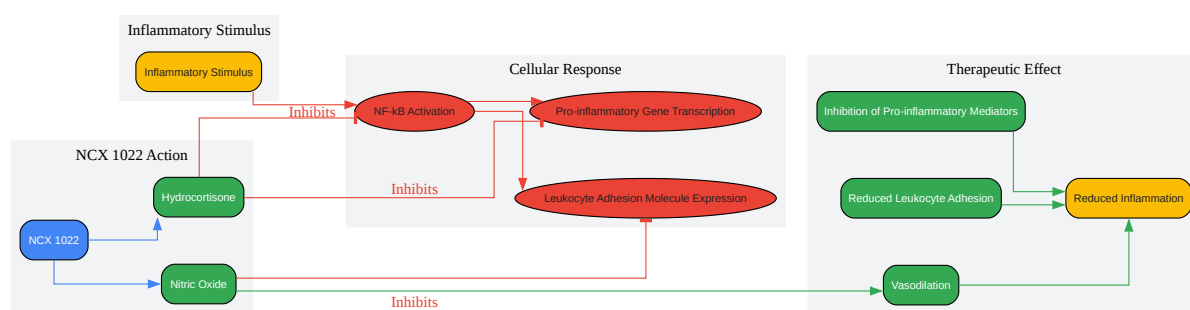 Inflammatory Stimulus
Inflammatory Stimulus
Cellular Response
Therapeutic Effect
NF-kB Activation
Pro-inflammatory Gene Transcription
Inhibition of Pro-inflammatory Mediators
Inhibits
NCX 1022 Action
Hydrocortisone
Inhibits
Leukocyte Adhesion Molecule Expression
Reduced Leukocyte Adhesion
Reduced Inflammation
NCX 1022
Nitric Oxide
Vasodilation
Inhibits